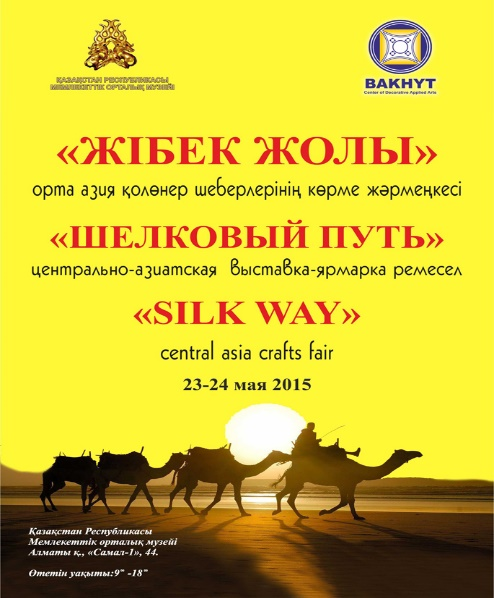 ҚАЗАҚСТАН РЕСПУБЛИКАСЫ
МЕМЛЕКЕТТІК ОРТАЛЫҚ МУЗЕЙІ
BAKHYT
Center of Decorative Applied Arts
«ЖІБЕК ЖОЛЫ»
орта азия қолөнер шеберлерінің көрме жәрмеңкесі
«ШЕЛКОВЫЙ ПУТЬ»
центрально-азиатская выставка-ярмарка ремесел
«SILK WAY»
central asia crafts fair
23-24 мая 2015
Қазақстан Республикасы
Мемлекеттік орталық музейі
Алматы қ., «Самал-1», 44.
Өтетін уақыты:9⁰⁰ -18⁰⁰